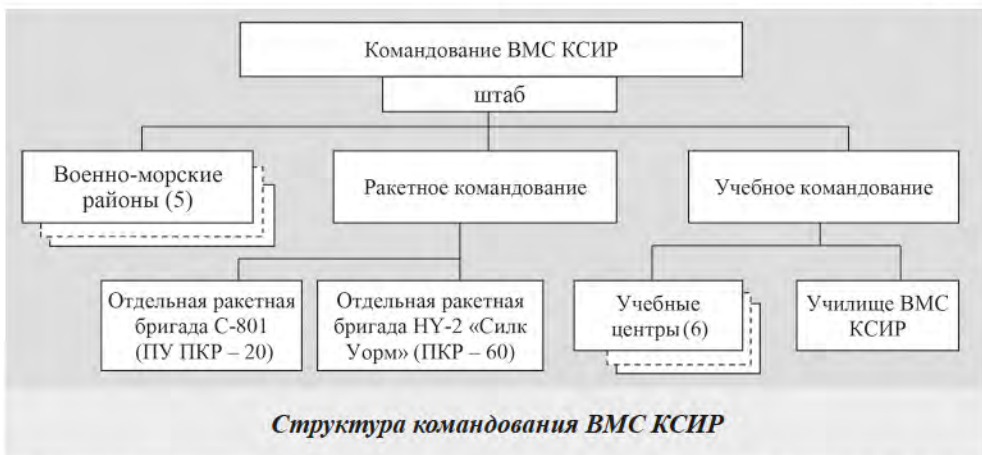 Командование ВМС КСИР
штаб
Военно-морские
районы (5)
Ракетное командование
Учебное командование
Отдельная ракетная
бригада С-801
(ПУ ПКР – 20)
Отдельная ракетная
бригада HY-2 «Силк
Уорм» (ПКР – 60)
Учебные
центры (6)
Училище ВМС
КСИР
Структура командования ВМС КСИР